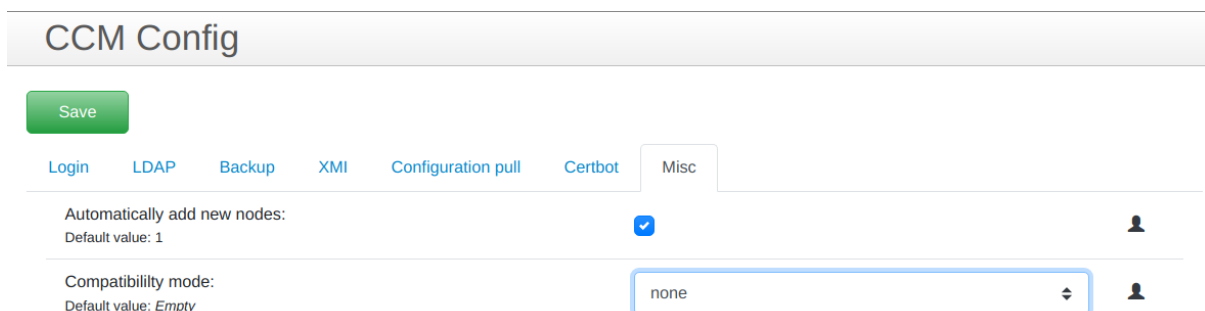 CCM Config
Save
Login LDAP Backup XMI Configuration pull Certbot Misc
Automatically add new nodes:
Default value: 1
Compatibililty mode:
none
Default value: Empty